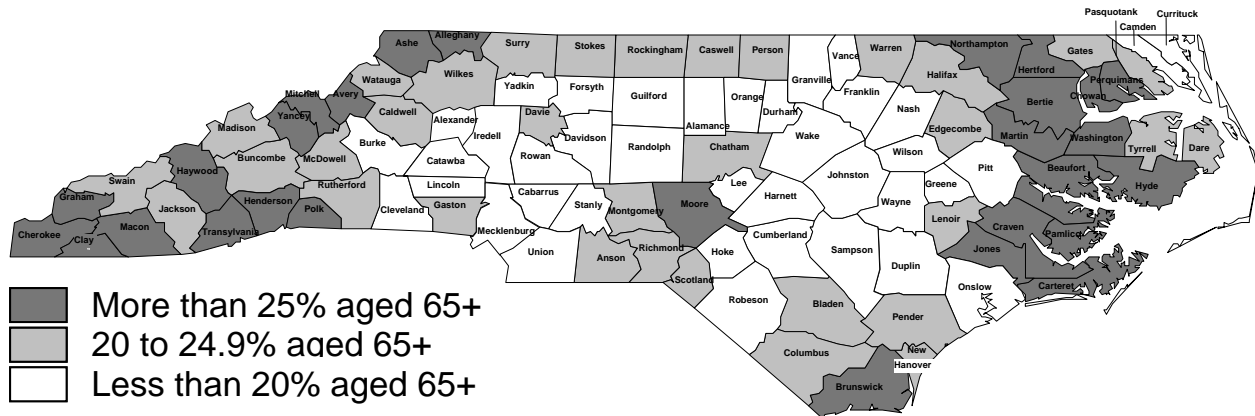 Pasquotank
Camden
Currituck
Alleghany
Ashe
Surry
Stokes
Rockingham
Caswell
Person
Vance
Warren
Northampton
Gates
Hertford
Watauga
Wilkes
Yadkin
Forsyth
Guilford
Orange
Durham
Granville
Franklin
Halifax
Bertie
Chowan
Perquimans
Mitchell
Avery
Yancey
Caldwell
Alexander
Iredell
Davie
Davidson
Randolph
Alamance
Wake
Nash
Edgecombe
Martin
Washington
Tyrrell
Dare
Madison
Buncombe
McDowell
Burke
Catawba
Rowan
Chatham
Wilson
Pitt
Beaufort
Hyde
Haywood
Swain
Graham
Jackson
Henderson
Rutherford
Polk
Cleveland
Lincoln
Gaston
Cabarrus
Stanly
Montgomery
Moore
Lee
Harnett
Johnston
Wayne
Greene
Lenoir
Craven
Pamlico
Cherokee
Clay
Macon
Transylvania
Mecklenburg
Union
Anson
Richmond
Scotland
Hoke
Cumberland
Sampson
Duplin
Jones
Onslow
Carteret
Robeson
Bladen
Pender
Columbus
New
Hanover
Brunswick
More than 25% aged 65+
20 to 24.9% aged 65+
Less than 20% aged 65+